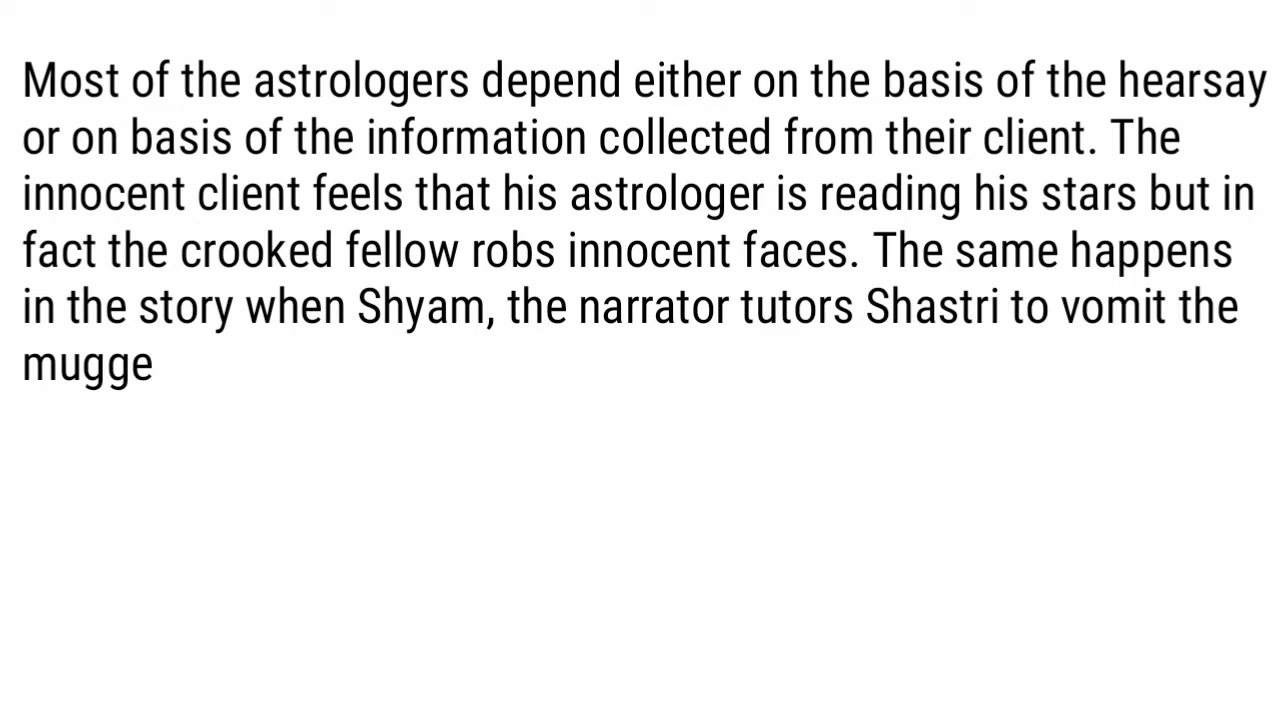 Most of the astrologers depend either on the basis of the hearsay
or on basis of the information collected from their client. The
innocent client feels that his astrologer is reading his stars but in
fact the crooked fellow robs innocent faces. The same happens
in the story when Shyam, the narrator tutors Shastri to vomit the
mugge